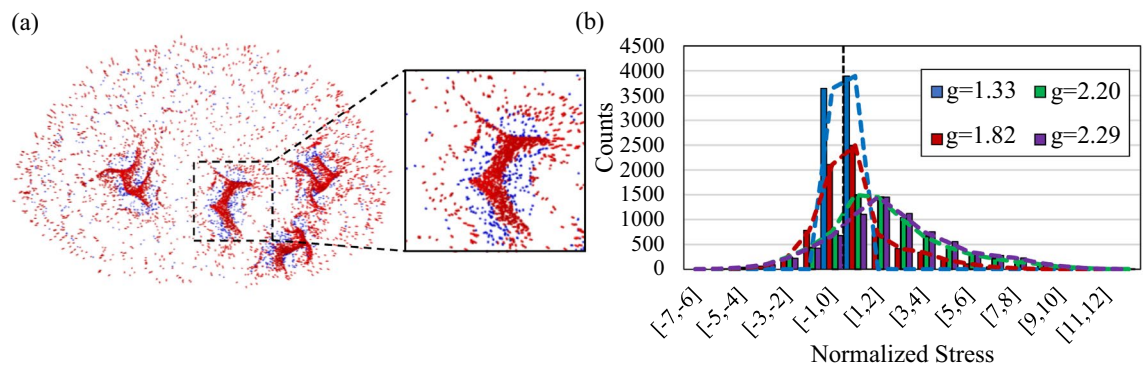 (a)
(b)
4500
4000
3500
3000
2500
2000
1500
1000
500
0
Counts
g=1.33 g=2.20
g=1.82 g=2.29
[-7,-6] [-5,-4] [-3,-2] [-1,0] [1,2] [3,4] [5,6] [7,8] [9,10] [11,12]
Normalized Stress